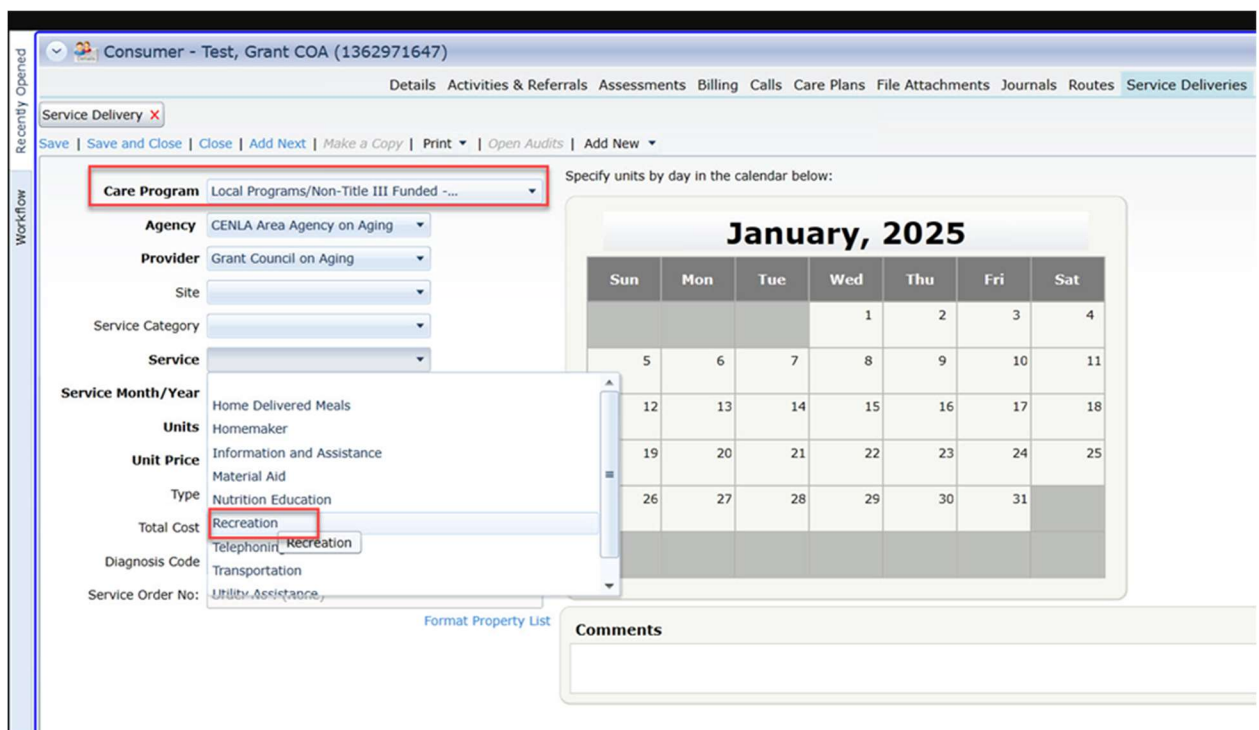 Recently Opened
Workflow
Consumer - Test, Grant COA (1362971647)
Details Activities & Referrals Assessments Billing Calls Care Plans File Attachments Journals Routes Service Deliveries
Service Delivery X
Save | Save and Close | Close | Add Next | Make a Copy | Print | Open Audits | Add New
Care Program Local Programs/Non-Title III Funded -...
Agency CENLA Area Agency on Aging
Provider Grant Council on Aging
Site
Service Category
Service
Service Month/Year
Units
Unit Price
Type
Total Cost
Diagnosis Code
Service Order No:
Home Delivered Meals
Homemaker
Information and Assistance
Material Aid
Nutrition Education
Recreation
Recreation
Transportation
Utility Assistance
Format Property List
Specify units by day in the calendar below:
January, 2025
Sun Mon Tue Wed Thu Fri Sat
1 2 3 4
5 6 7 8 9 10 11
12 13 14 15 16 17 18
19 20 21 22 23 24 25
26 27 28 29 30 31
Comments